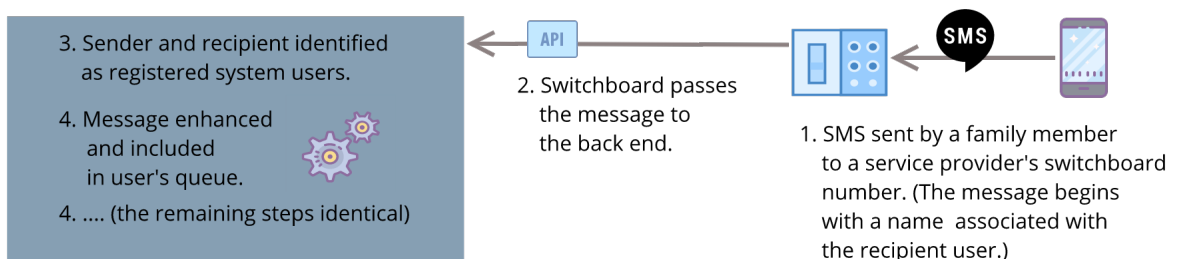 3. Sender and recipient identified
as registered system users.
4. Message enhanced
and included
in user's queue.
4. .... (the remaining steps identical)
API
2. Switchboard passes
the message to
the back end.
SMS
1. SMS sent by a family member
to a service provider's switchboard
number. (The message begins
with a name associated with
the recipient user.)